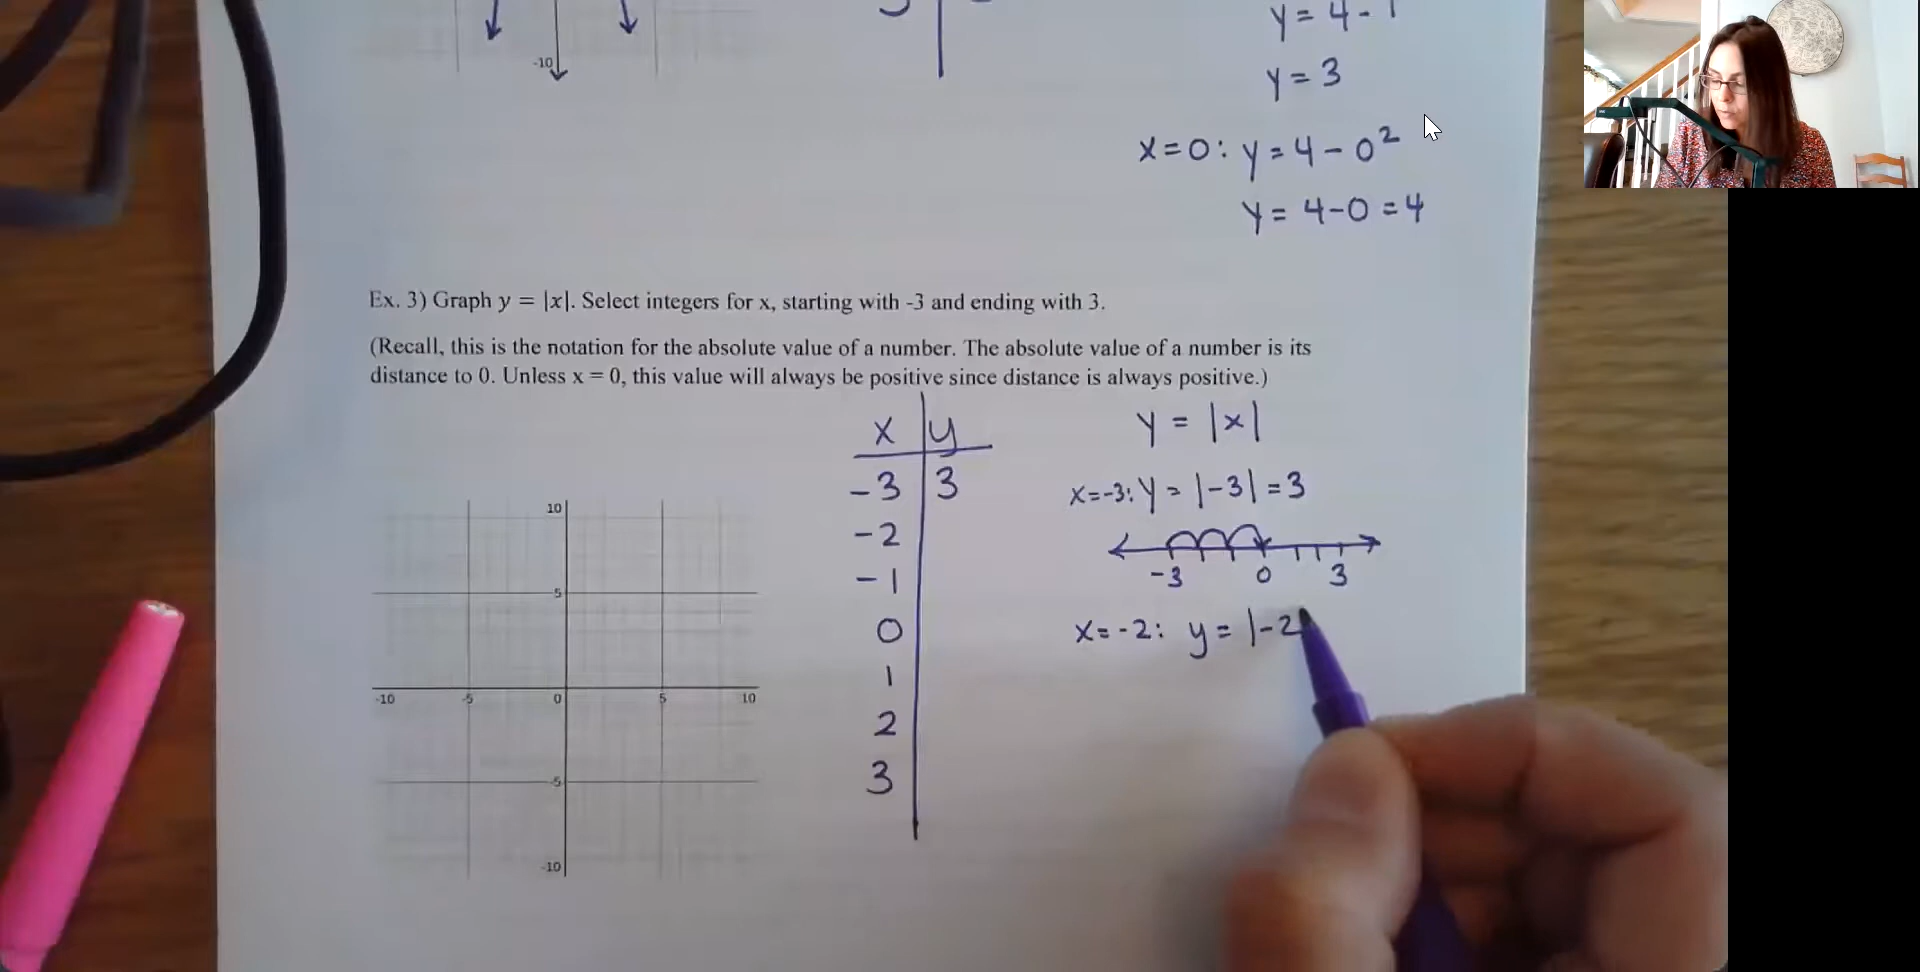 y = 4 - 1
y = 3
-10
x=0: y = 4 - 0²
y = 4-0 = 4
Ex. 3) Graph y = |x|. Select integers for x, starting with -3 and ending with 3.
(Recall, this is the notation for the absolute value of a number. The absolute value of a number is its
distance to 0. Unless x = 0, this value will always be positive since distance is always positive.)
x y
-3 3
-2
-1
0
1
2
3
y = |x|
x=-3: y = |-3| = 3
-3 0 3
x=-2: y = |-2
10
5
-10 -5 0 5 10
-5
-10